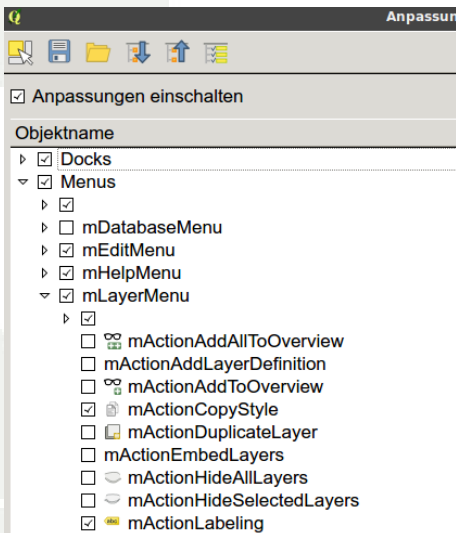 Anpassun
Anpassungen einschalten
Objektname
Docks
Menus
mDatabaseMenu
mEditMenu
mHelpMenu
mLayerMenu
mActionAddAllToOverview
mActionAddLayerDefinition
mActionAddToOverview
mActionCopyStyle
mActionDuplicateLayer
mActionEmbedLayers
mActionHideAllLayers
mActionHideSelectedLayers
abc mActionLabeling